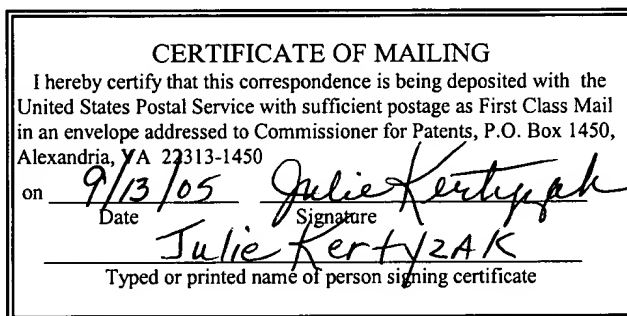 CERTIFICATE OF MAILING
I hereby certify that this correspondence is being deposited with the
United States Postal Service with sufficient postage as First Class Mail
in an envelope addressed to Commissioner for Patents, P.O. Box 1450,
Alexandria, VA 22313-1450
on 9/13/05 Julie Kertyzak
Date Signature
Julie KertyZAK
Typed or printed name of person signing certificate